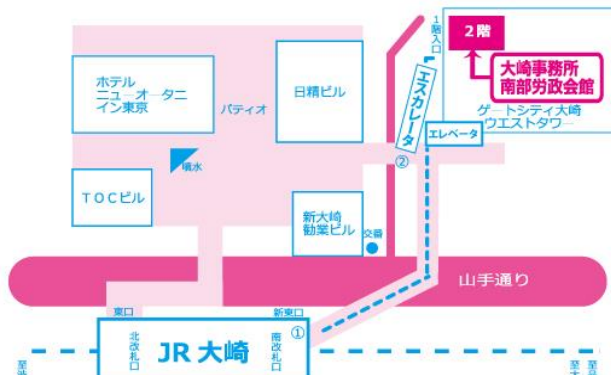 1階入口
2階
大崎事務所
南部労政会館
ゲートシティ大崎
ウエストタワー
エスカレータ
エレベータ
②
ホテル
ニューオータニ
イン東京
パティオ
日精ビル
噴水
TOCビル
新大崎
勧業ビル
交番
山手通り
東口
新東口
①
北改札口
JR 大崎
南改札口